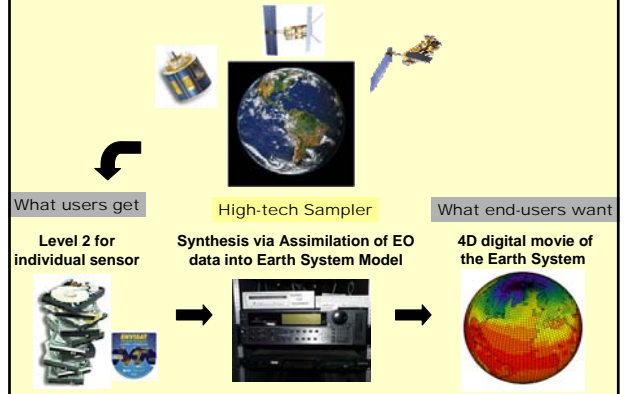 What users get
High-tech Sampler
What end-users want
Level 2 for
individual sensor
Synthesis via Assimilation of EO
data into Earth System Model
4D digital movie of
the Earth System
ENVISAT